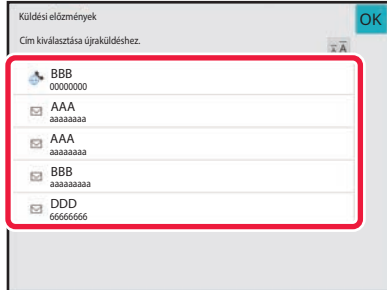 Küldési előzmények
OK
Cím kiválasztása újraküldéshez.
A A
BBB
00000000
AAA
aaaaaaaa
AAA
aaaaaaaa
BBB
aaaaaaaaa
DDD
66666666